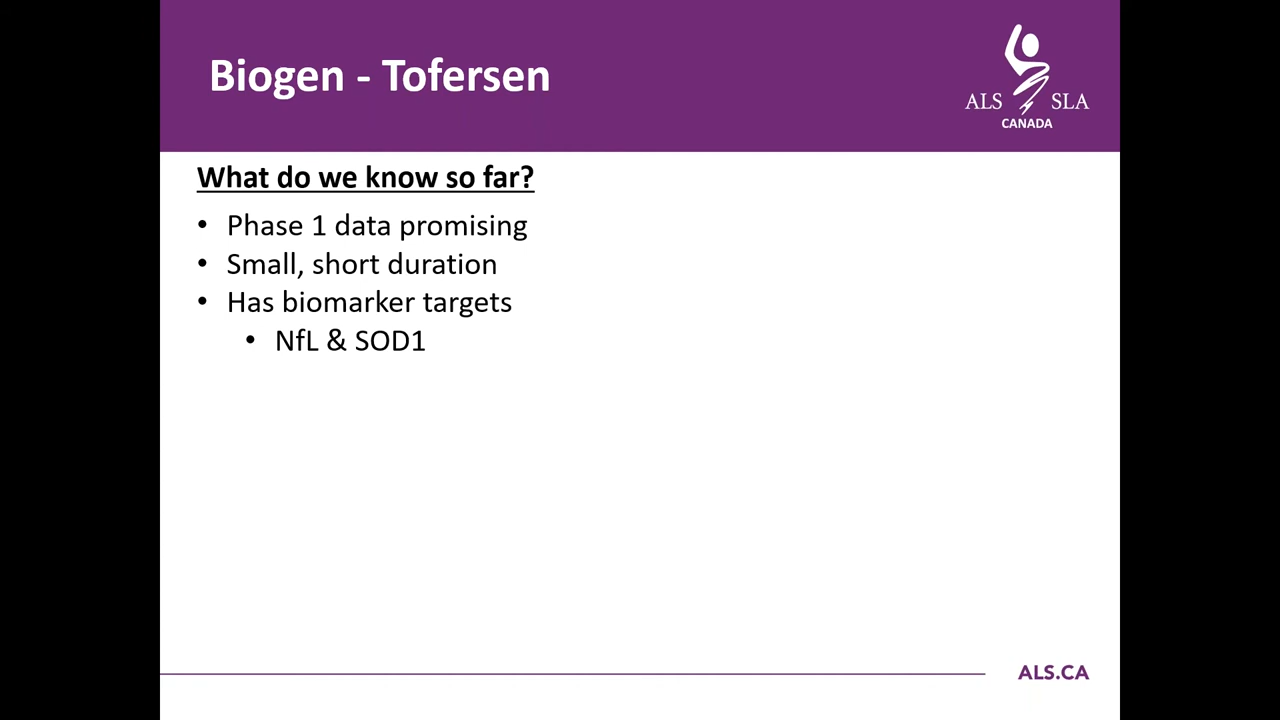 Biogen - Tofersen
ALS SLA
CANADA
What do we know so far?
• Phase 1 data promising
• Small, short duration
• Has biomarker targets
• NfL & SOD1
ALS.CA